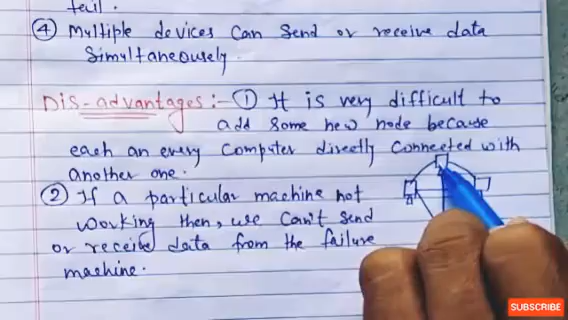 fail.
④ Multiple devices can send or receive data
Simultaneousely.
Dis-advantages :- ① It is very difficult to
add some new node because
each an every Computer directly Connected with
another one.
② If a particular machine not
working then, we can't send
or receive data from the failure
machine.
SUBSCRIBE